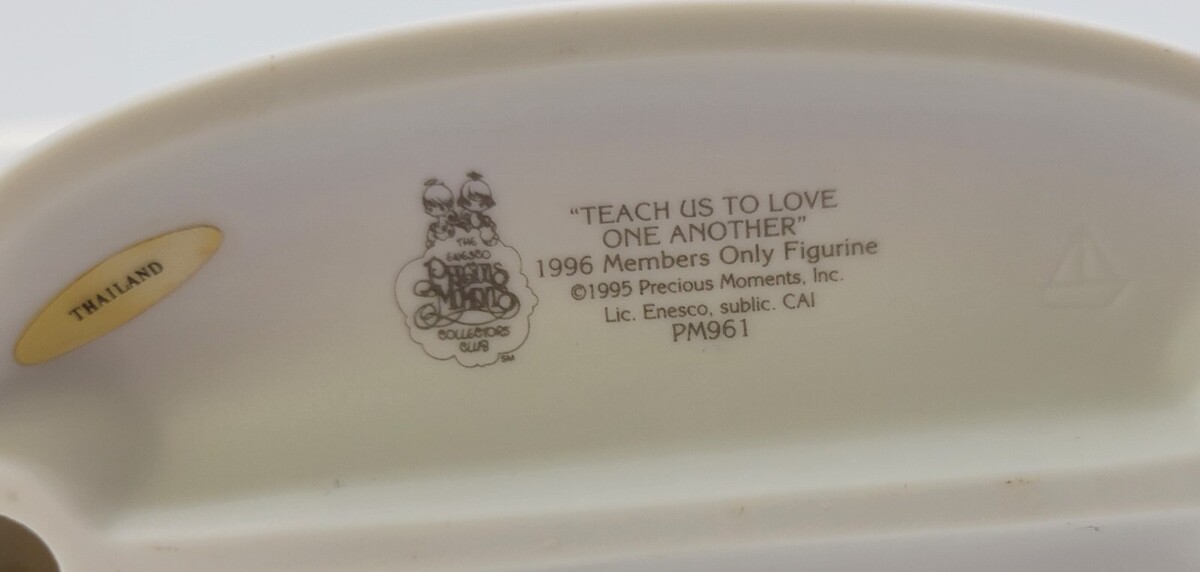 THAILAND
THE
ENESCO
PRECIOUS
MOMENTS
COLLECTORS
CLUB
SM
“TEACH US TO LOVE
ONE ANOTHER”
1996 Members Only Figurine
©1995 Precious Moments, Inc.
Lic. Enesco, sublic. CAI
PM961